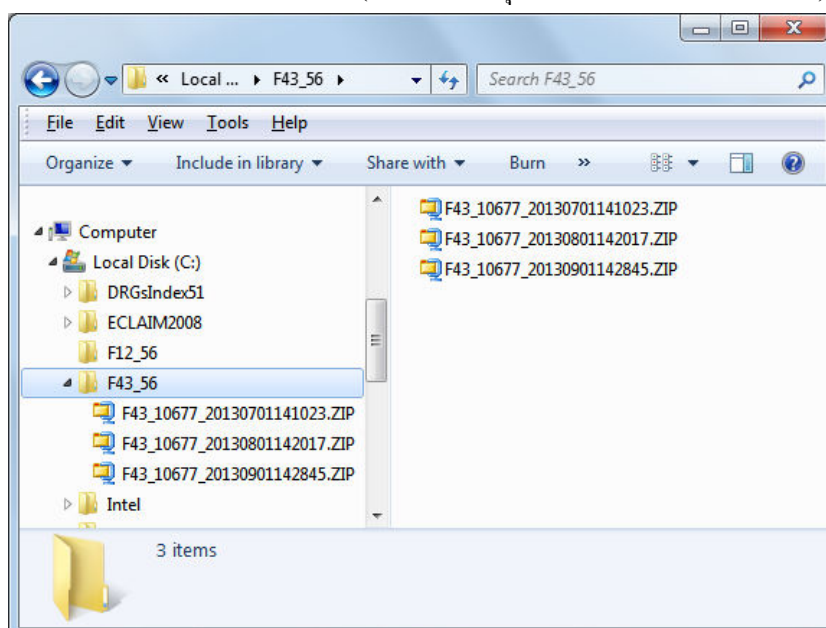 « Local ... ▸ F43_56 ▸
Search F43_56
File Edit View Tools Help
Organize Include in library Share with Burn »
Computer
Local Disk (C:)
DRGsIndex51
ECLAIM2008
F12_56
F43_56
F43_10677_20130701141023.ZIP
F43_10677_20130801142017.ZIP
F43_10677_20130901142845.ZIP
Intel
F43_10677_20130701141023.ZIP
F43_10677_20130801142017.ZIP
F43_10677_20130901142845.ZIP
3 items